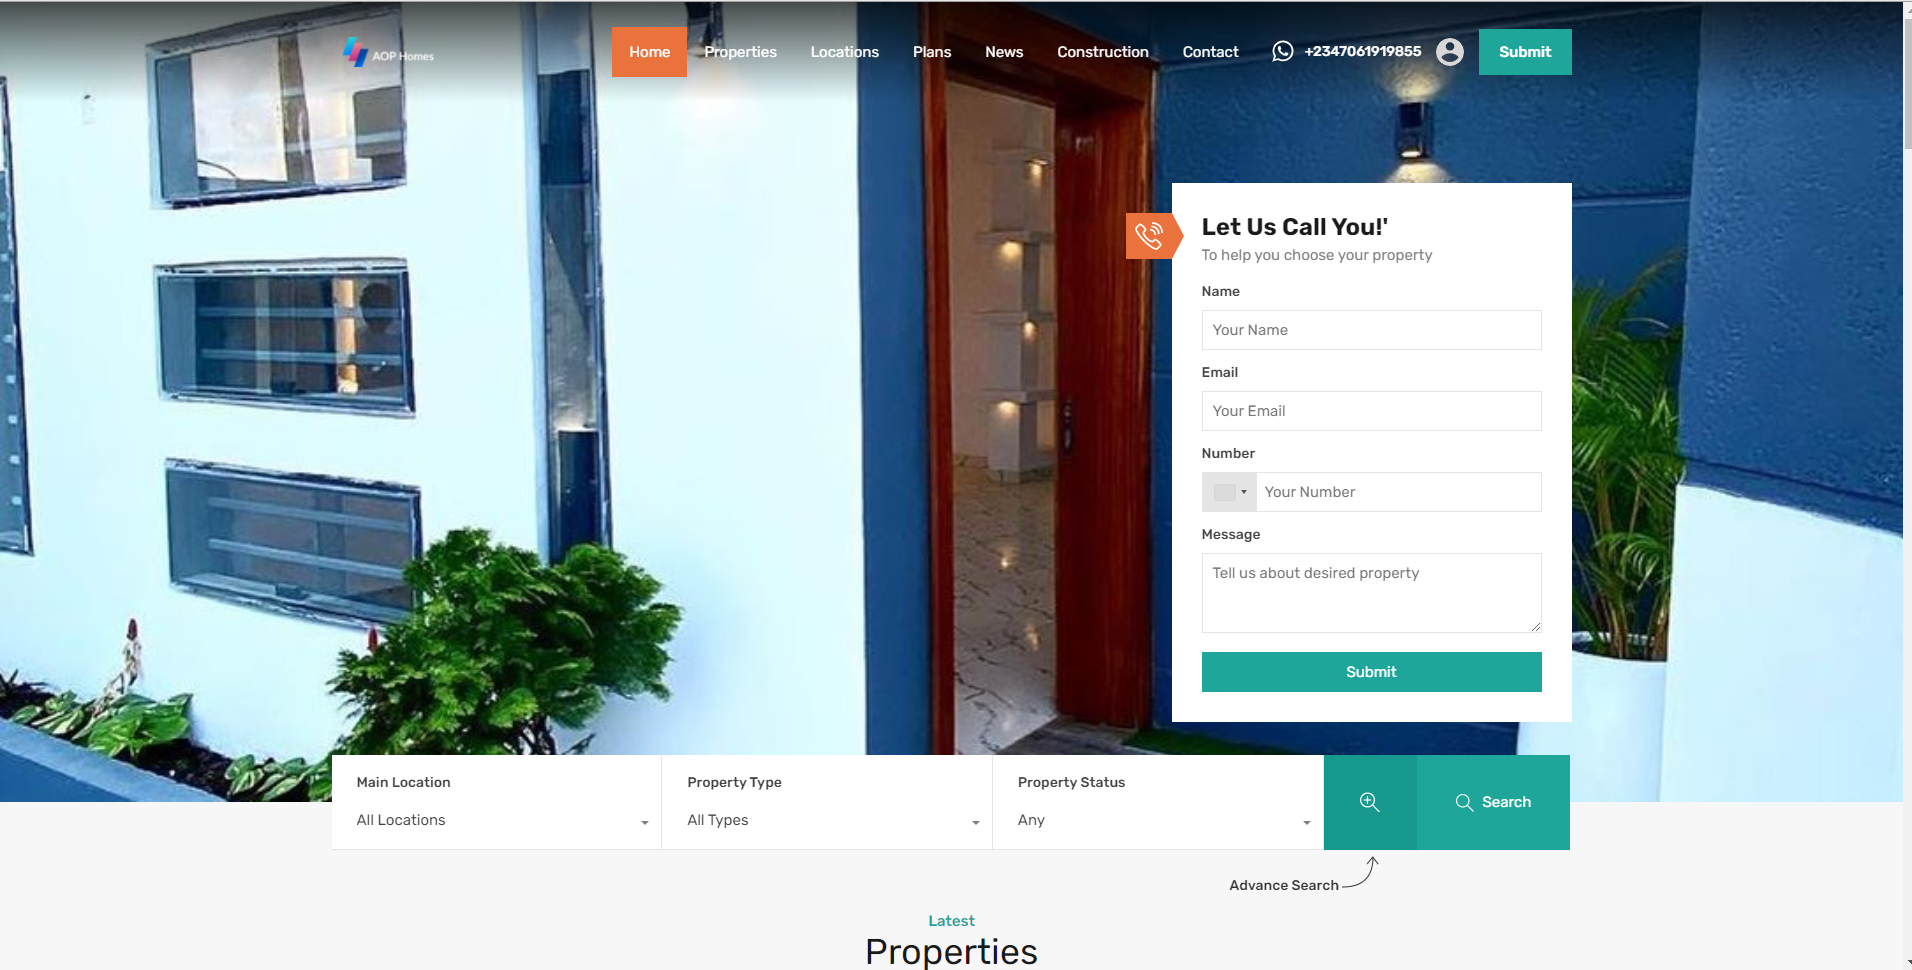 AOP Homes
Home
Properties
Locations
Plans
News
Construction
Contact
+2347061919855
Submit
Let Us Call You!'
To help you choose your property
Name
Your Name
Email
Your Email
Number
Your Number
Message
Tell us about desired property
Submit
Main Location
All Locations
Property Type
All Types
Property Status
Any
Search
Advance Search
Latest
Properties